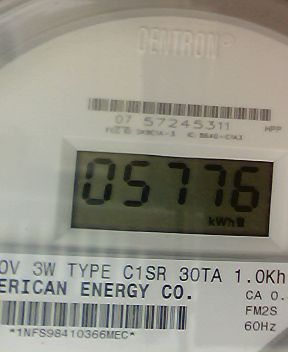 CENTRON®
07 57245311
HPP
05776
kWh
0V 3W TYPE C1SR 30TA 1.0Kh
ERICAN ENERGY CO.
CA 0.
FM2S
60Hz
*1NFS98410366MEC*